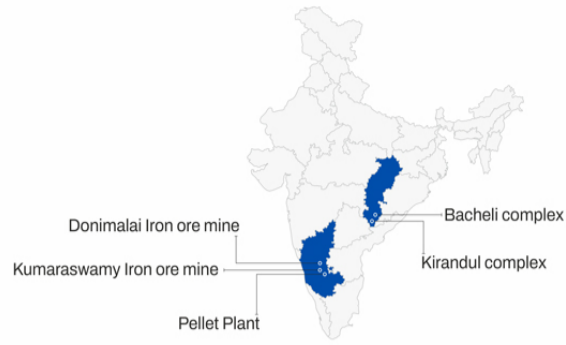 Donimalai Iron ore mine
Kumaraswamy Iron ore mine
Pellet Plant
Bacheli complex
Kirandul complex